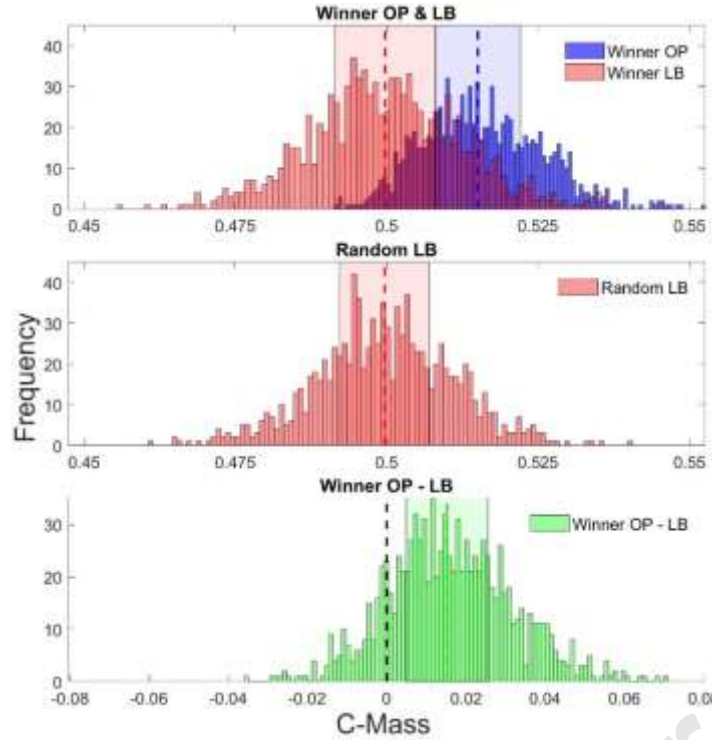 Winner OP & LB
40
30
20
10
0
Winner OP
Winner LB
0.45 0.475 0.5 0.525 0.55
Random LB
40
30
20
10
0
Random LB
0.45 0.475 0.5 0.525 0.55
Frequency
Winner OP - LB
30
20
10
0
Winner OP - LB
-0.08 -0.06 -0.04 -0.02 0 0.02 0.04 0.06 0.08
C-Mass